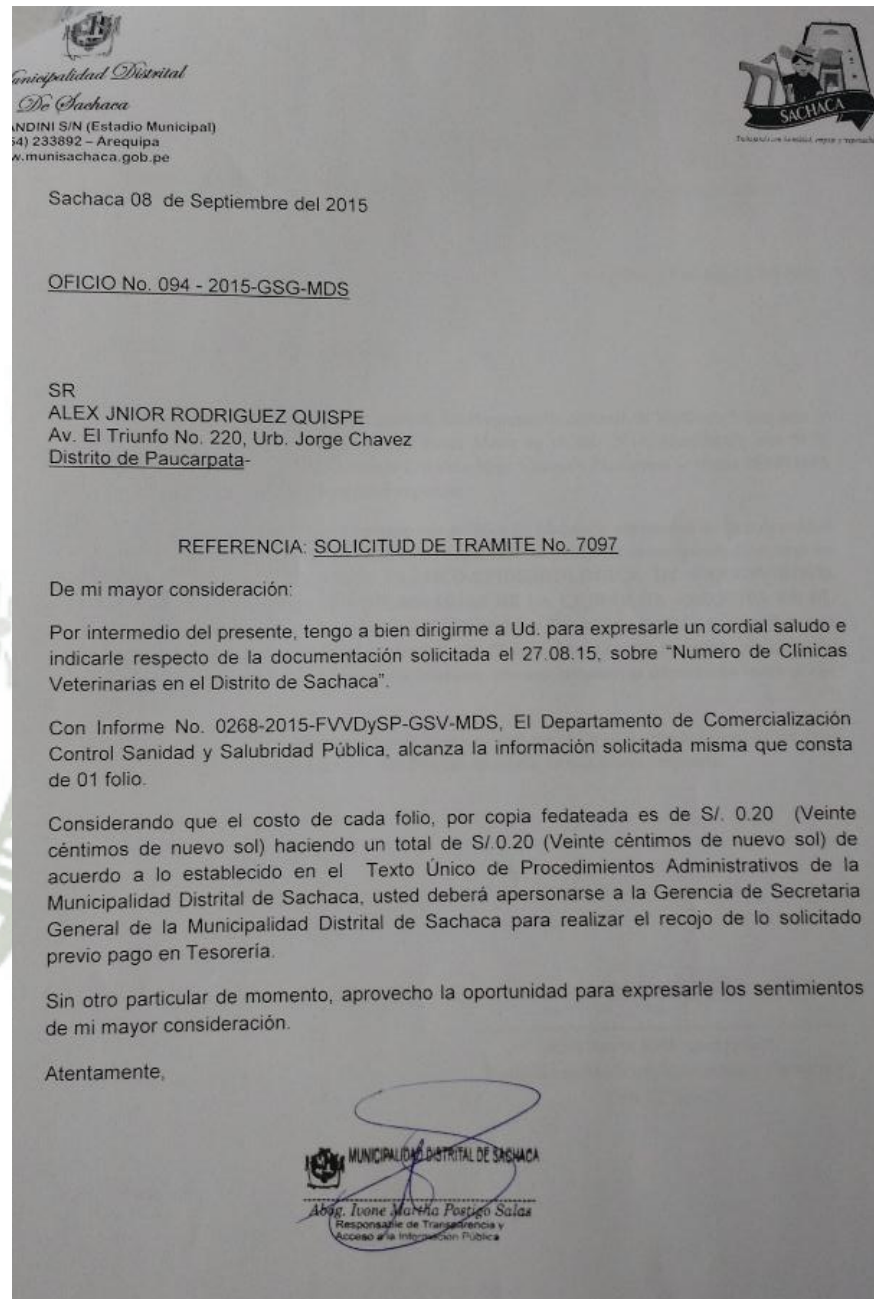 Municipalidad Distrital
De Sachaca
ANDINI S/N (Estadio Municipal)
54) 233892 – Arequipa
w.munisachaca.gob.pe
SACHACA
Sachaca 08 de Septiembre del 2015
OFICIO No. 094 - 2015-GSG-MDS
SR
ALEX JNIOR RODRIGUEZ QUISPE
Av. El Triunfo No. 220, Urb. Jorge Chavez
Distrito de Paucarpata-
REFERENCIA: SOLICITUD DE TRAMITE No. 7097
De mi mayor consideración:
Por intermedio del presente, tengo a bien dirigirme a Ud. para expresarle un cordial saludo e
indicarle respecto de la documentación solicitada el 27.08.15, sobre “Numero de Clínicas
Veterinarias en el Distrito de Sachaca”.
Con Informe No. 0268-2015-FVVDySP-GSV-MDS, El Departamento de Comercialización
Control Sanidad y Salubridad Pública, alcanza la información solicitada misma que consta
de 01 folio.
Considerando que el costo de cada folio, por copia fedateada es de S/. 0.20 (Veinte
céntimos de nuevo sol) haciendo un total de S/.0.20 (Veinte céntimos de nuevo sol) de
acuerdo a lo establecido en el Texto Único de Procedimientos Administrativos de la
Municipalidad Distrital de Sachaca, usted deberá apersonarse a la Gerencia de Secretaria
General de la Municipalidad Distrital de Sachaca para realizar el recojo de lo solicitado
previo pago en Tesorería.
Sin otro particular de momento, aprovecho la oportunidad para expresarle los sentimientos
de mi mayor consideración.
Atentamente,
MUNICIPALIDAD DISTRITAL DE SACHACA
Abog. Ivone Martha Postigo Salas
Responsable de Transparencia y
Acceso a la Información Pública